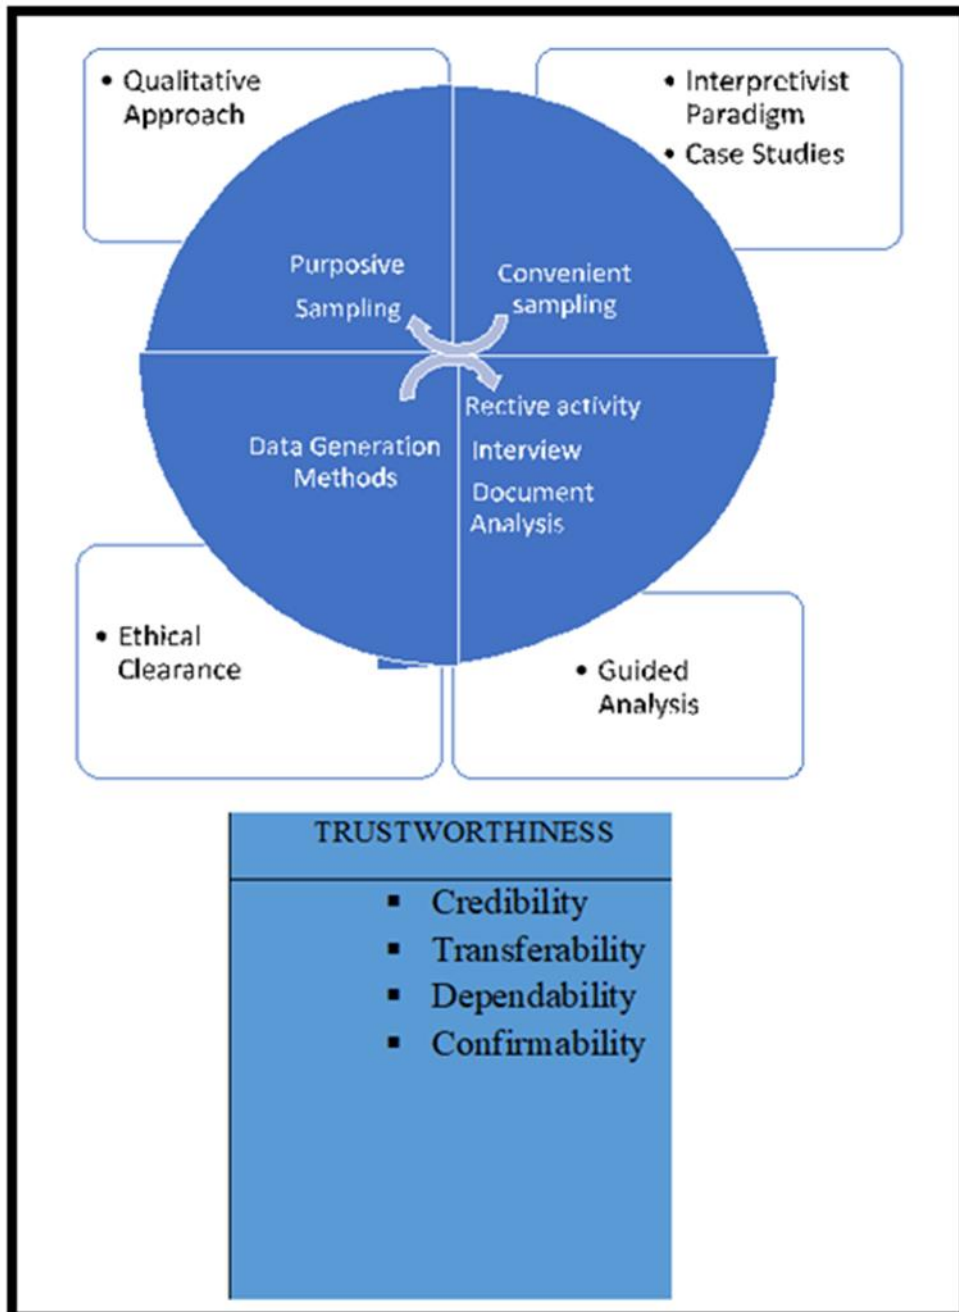 • Qualitative
Approach
• Interpretivist
Paradigm
• Case Studies
Purposive
Sampling
Convenient
sampling
Data Generation
Methods
Rective activity
Interview
Document
Analysis
• Ethical
Clearance
• Guided
Analysis
TRUSTWORTHINESS
▪ Credibility
▪ Transferability
▪ Dependability
▪ Confirmability